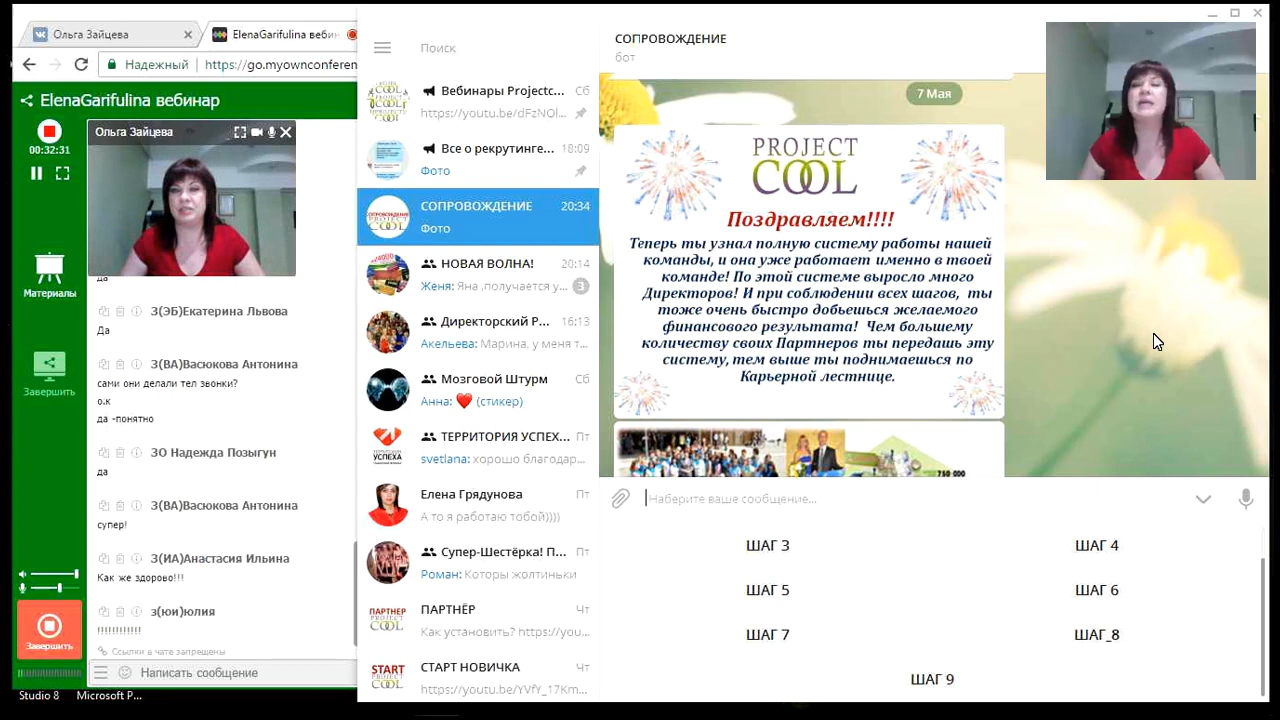 Ольга Зайцева
ElenaGarifulina веби
Надежный
https://go.myownconferen
ElenaGarifulina вебинар
Ольга Зайцева
00:32:31
Материалы
Завершить
да
З(ЭБ)Екатерина Львова
Да
З(ВА)Васюкова Антонина
сами они делали тел звонки?
о.к
да -понятно
ЗО Надежда Позыгун
да
З(ВА)Васюкова Антонина
супер!
З(ИА)Анастасия Ильина
Как же здорово!!!
з(юи)юлия
!!!!!!!!!!!!
Ссылки в чате запрещены
Завершить
Написать сообщение
Studio 8
Microsoft P...
Поиск
Вебинары Projectc...
Сб
https://youtu.be/dFzNOl...
Все о рекрутинге...
18:09
Фото
СОПРОВОЖДЕНИЕ
20:34
Фото
НОВАЯ ВОЛНА!
20:14
Женя: Яна .получается у...
3
Директорский Р...
16:13
Акельева: Марина, у меня т...
Мозговой Штурм
Сб
Анна: ❤️ (стикер)
ТЕРРИТОРИЯ УСПЕХ...
Пт
svetlana: хорошо благодар...
Елена Грядунова
Пт
А то я работаю тобой))))
Супер-Шестёрка! П...
Пт
Роман: Которы жолтиньки
ПАРТНЁР
Чт
Как установить? https://you...
СТАРТ НОВИЧКА
Чт
https://youtu.be/YVfY_17Km...
СОПРОВОЖДЕНИЕ
бот
7 Мая
PROJECT
COOL
Поздравляем!!!!
Теперь ты узнал полную систему работы нашей
команды, и она уже работает именно в твоей
команде! По этой системе выросло много
Директоров! И при соблюдении всех шагов, ты
тоже очень быстро добьешься желаемого
финансового результата! Чем большему
количеству своих Партнеров ты передашь эту
систему, тем выше ты поднимаешься по
Карьерной лестнице.
750 000
Наберите ваше сообщение...
ШАГ 3
ШАГ 4
ШАГ 5
ШАГ 6
ШАГ 7
ШАГ_8
ШАГ 9